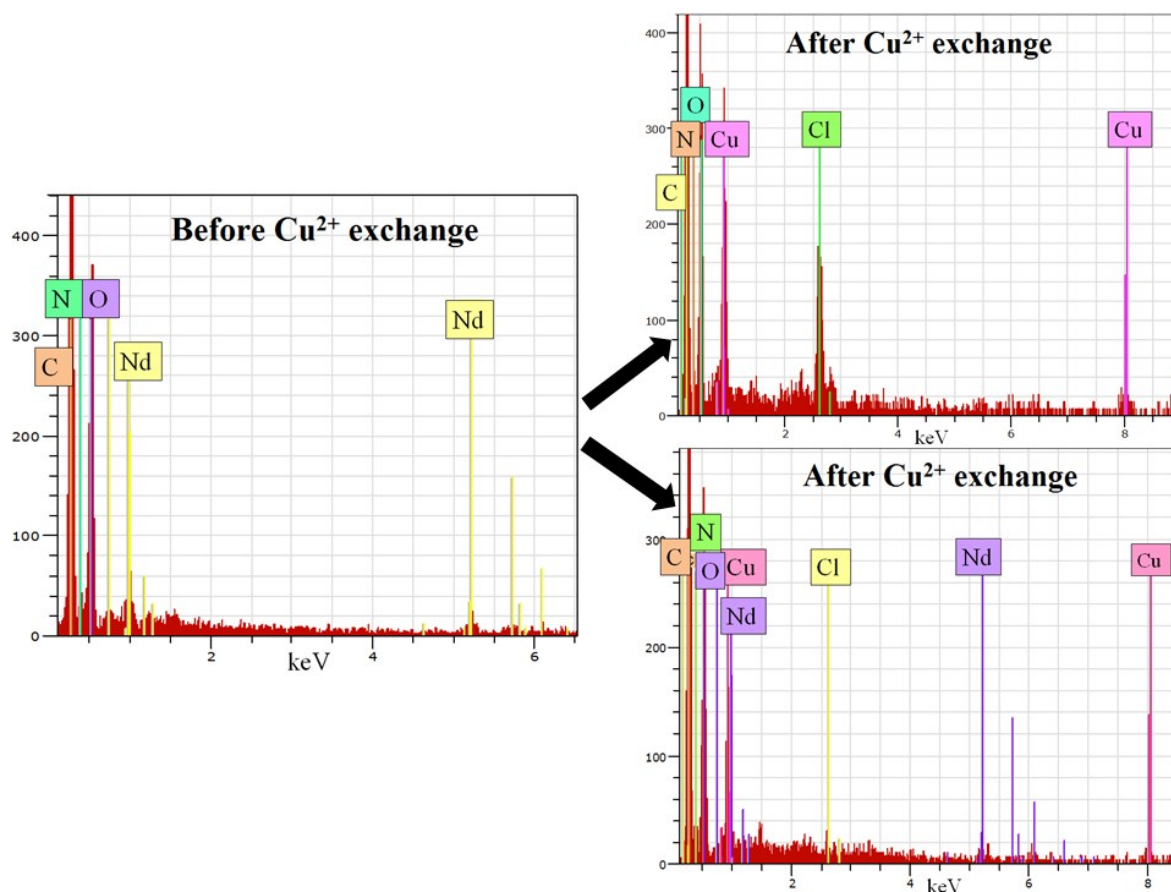 Before Cu²⁺ exchange
400
300
200
100
0
N
O
C
Nd
Nd
2
4
6
keV
After Cu²⁺ exchange
400
300
200
100
0
O
N
Cu
Cl
Cu
C
2
4
6
8
keV
After Cu²⁺ exchange
300
200
100
0
N
C
O
Cu
Cl
Nd
Cu
Nd
2
4
6
8
keV